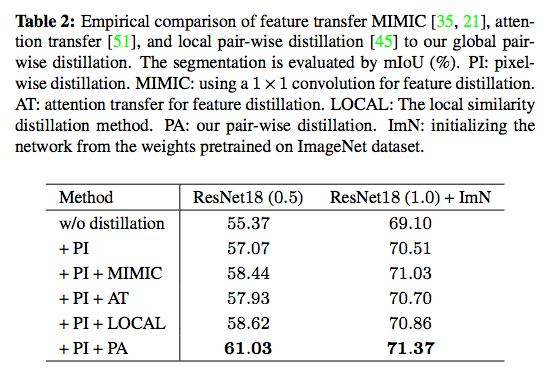 Table 2: Empirical comparison of feature transfer MIMIC [35, 21], atten-
tion transfer [51], and local pair-wise distillation [45] to our global pair-
wise distillation. The segmentation is evaluated by mIoU (%). PI: pixel-
wise distillation. MIMIC: using a 1 × 1 convolution for feature distillation.
AT: attention transfer for feature distillation. LOCAL: The local similarity
distillation method. PA: our pair-wise distillation. ImN: initializing the
network from the weights pretrained on ImageNet dataset.
Method ResNet18 (0.5) ResNet18 (1.0) + ImN
w/o distillation 55.37 69.10
+ PI 57.07 70.51
+ PI + MIMIC 58.44 71.03
+ PI + AT 57.93 70.70
+ PI + LOCAL 58.62 70.86
+ PI + PA 61.03 71.37